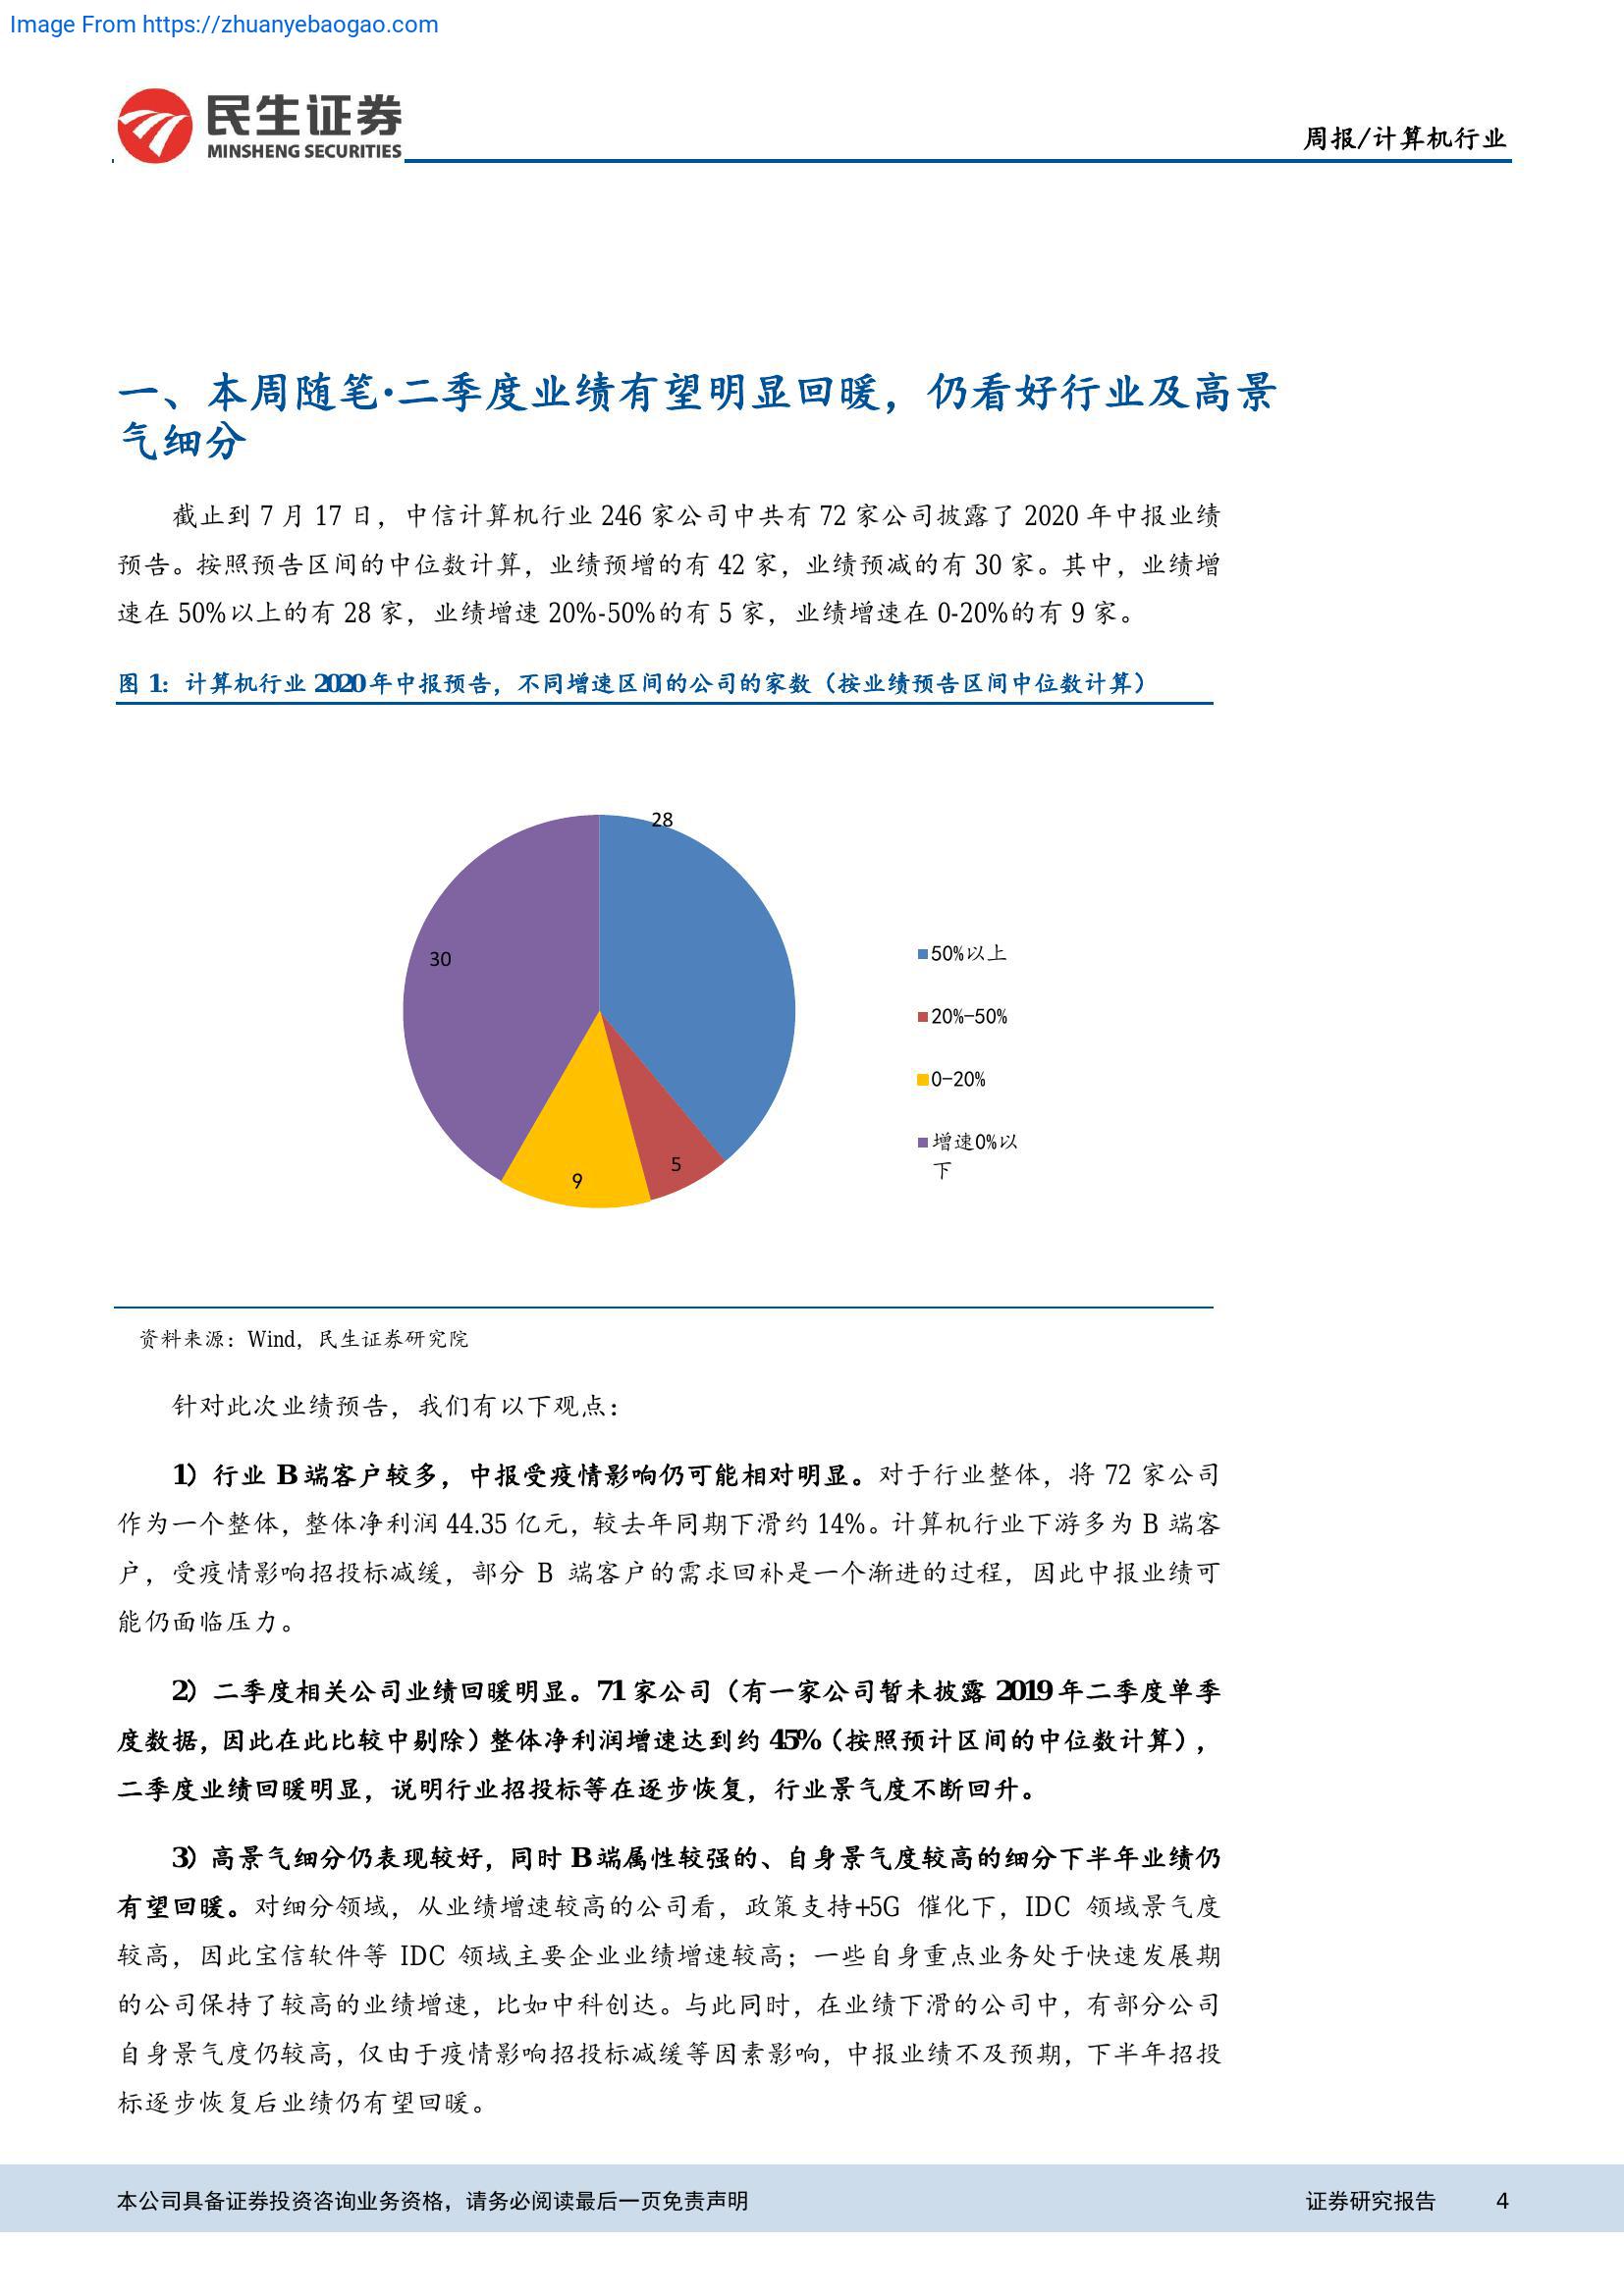 Image From https://zhuanyebaogao.com
民生证券
MINSHENG SECURITIES
周报/计算机行业
一、本周随笔·二季度业绩有望明显回暖，仍看好行业及高景
气细分
截止到 7 月 17 日，中信计算机行业 246 家公司中共有 72 家公司披露了 2020 年中报业绩
预告。按照预告区间的中位数计算，业绩预增的有 42 家，业绩预减的有 30 家。其中，业绩增
速在 50%以上的有 28 家，业绩增速 20%-50%的有 5 家，业绩增速在 0-20%的有 9 家。
图 1: 计算机行业 2020 年中报预告，不同增速区间的公司的家数（按业绩预告区间中位数计算）
28
30
5
9
50%以上
20%-50%
0-20%
增速0%以
下
资料来源：Wind，民生证券研究院
针对此次业绩预告，我们有以下观点：
1）行业 B 端客户较多，中报受疫情影响仍可能相对明显。对于行业整体，将 72 家公司
作为一个整体，整体净利润 44.35 亿元，较去年同期下滑约 14%。计算机行业下游多为 B 端客
户，受疫情影响招投标减缓，部分 B 端客户的需求回补是一个渐进的过程，因此中报业绩可
能仍面临压力。
2）二季度相关公司业绩回暖明显。71 家公司（有一家公司暂未披露 2019 年二季度单季
度数据，因此在此比较中剔除）整体净利润增速达到约 45%（按照预计区间的中位数计算），
二季度业绩回暖明显，说明行业招投标等在逐步恢复，行业景气度不断回升。
3）高景气细分仍表现较好，同时 B 端属性较强的、自身景气度较高的细分下半年业绩仍
有望回暖。对细分领域，从业绩增速较高的公司看，政策支持+5G 催化下，IDC 领域景气度
较高，因此宝信软件等 IDC 领域主要企业业绩增速较高；一些自身重点业务处于快速发展期
的公司保持了较高的业绩增速，比如中科创达。与此同时，在业绩下滑的公司中，有部分公司
自身景气度仍较高，仅由于疫情影响招投标减缓等因素影响，中报业绩不及预期，下半年招投
标逐步恢复后业绩仍有望回暖。
本公司具备证券投资咨询业务资格，请务必阅读最后一页免责声明
证券研究报告 4